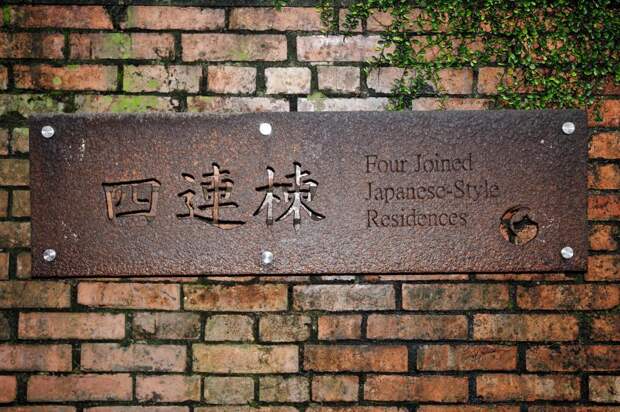 四連棟
Four Joined
Japanese-Style
Residences